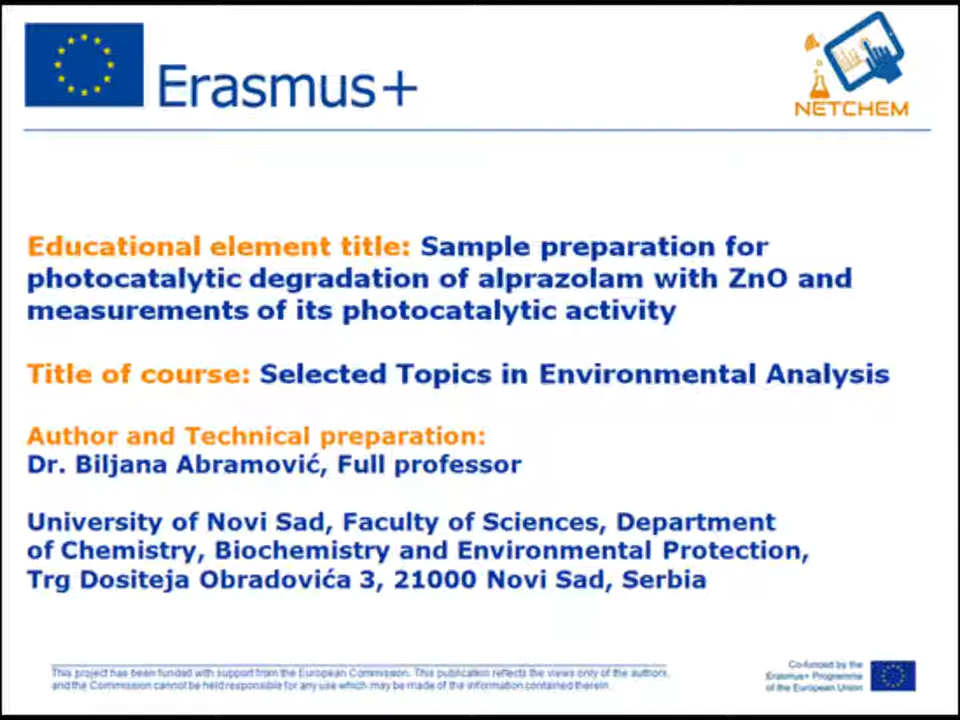 Erasmus+
NETCHEM
Educational element title: Sample preparation for
photocatalytic degradation of alprazolam with ZnO and
measurements of its photocatalytic activity
Title of course: Selected Topics in Environmental Analysis
Author and Technical preparation:
Dr. Biljana Abramović, Full professor
University of Novi Sad, Faculty of Sciences, Department
of Chemistry, Biochemistry and Environmental Protection,
Trg Dositeja Obradovića 3, 21000 Novi Sad, Serbia
This project has been funded with support from the European Commission. This publication reflects the views only of the authors,
and the Commission cannot be held responsible for any use which may be made of the information contained therein.
Co-funded by the
Erasmus+ Programme
of the European Union